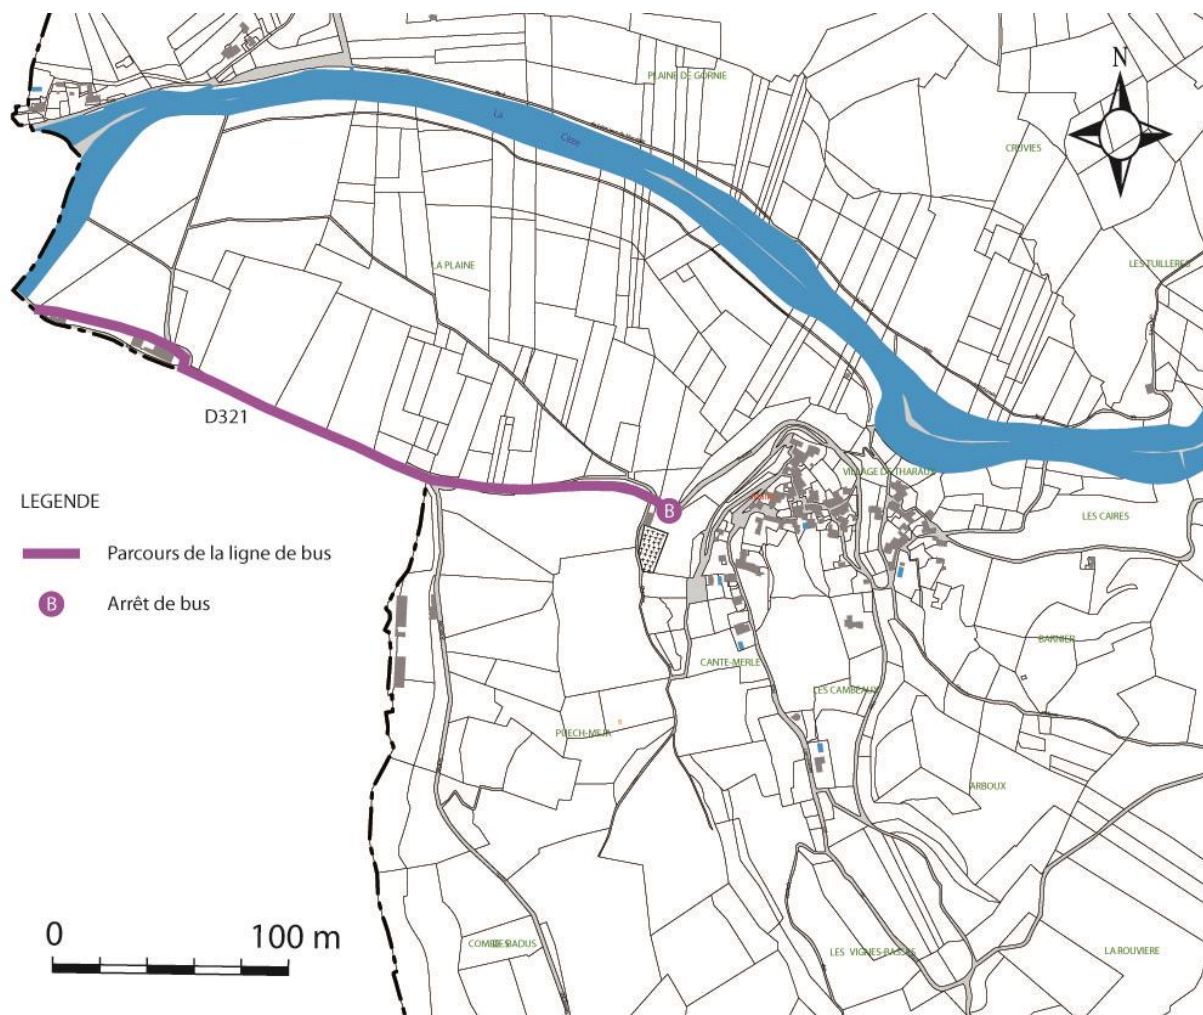 PLAINE DE GORNIE
N
La
Cèze
CRUVIES
LA PLAINE
LES TUILLERES
D321
VILLAGE DE THARAUX
LEGENDE
B
LES CAIRES
Parcours de la ligne de bus
B
Arrêt de bus
BARNIER
CANTE-MERLE
LES CAMBEAUX
PUECH-MEJA
ARBOUX
0
100 m
LES VIGNES-BASSES
LA ROUVIERE